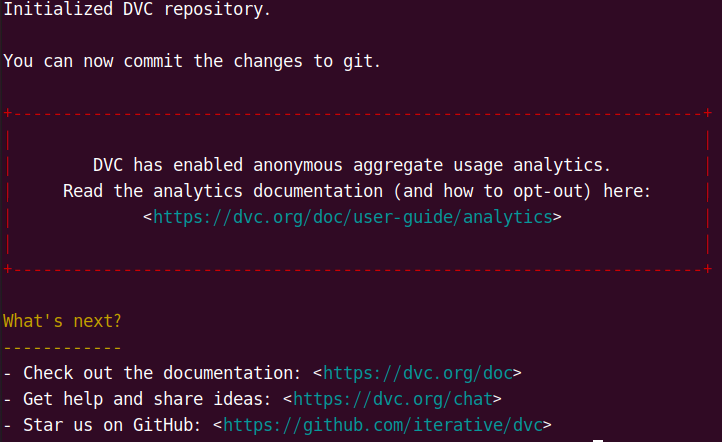 Initialized DVC repository.
You can now commit the changes to git.
+---------------------------------------------------------------------+
|                                                                     |
|        DVC has enabled anonymous aggregate usage analytics.         |
|     Read the analytics documentation (and how to opt-out) here:     |
|             <https://dvc.org/doc/user-guide/analytics>              |
|                                                                     |
+---------------------------------------------------------------------+
What's next?
------------
- Check out the documentation: <https://dvc.org/doc>
- Get help and share ideas: <https://dvc.org/chat>
- Star us on GitHub: <https://github.com/iterative/dvc>